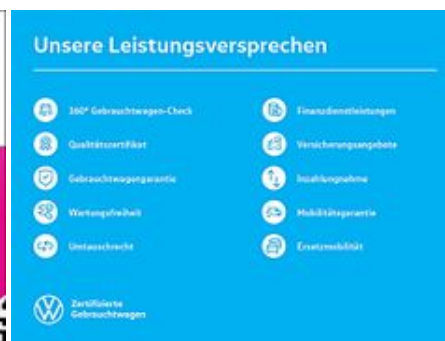 Unsere Leistungsversprechen
360° Gebrauchtwagen-Check
Qualitätszertifikat
Gebrauchtwagengarantie
Wartungsfreiheit
Umtauschrecht
Finanzdienstleistungen
Versicherungsangebote
Inzahlungnahme
Mobilitätsgarantie
Ersatzmobilität
Zertifizierte
Gebrauchtwagen